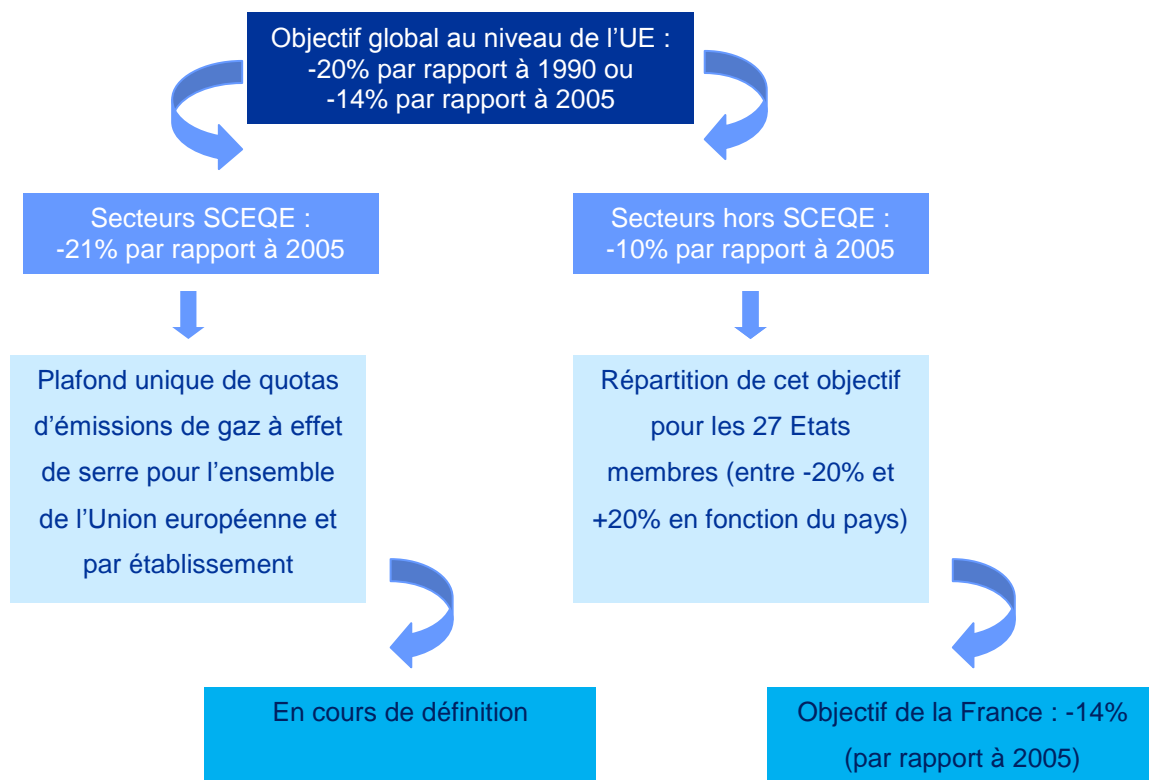 Objectif global au niveau de l’UE :
-20% par rapport à 1990 ou
-14% par rapport à 2005
Secteurs SCEQE :
-21% par rapport à 2005
Secteurs hors SCEQE :
-10% par rapport à 2005
Plafond unique de quotas
d’émissions de gaz à effet
de serre pour l’ensemble
de l’Union européenne et
par établissement
Répartition de cet objectif
pour les 27 Etats
membres (entre -20% et
+20% en fonction du pays)
En cours de définition
Objectif de la France : -14%
(par rapport à 2005)